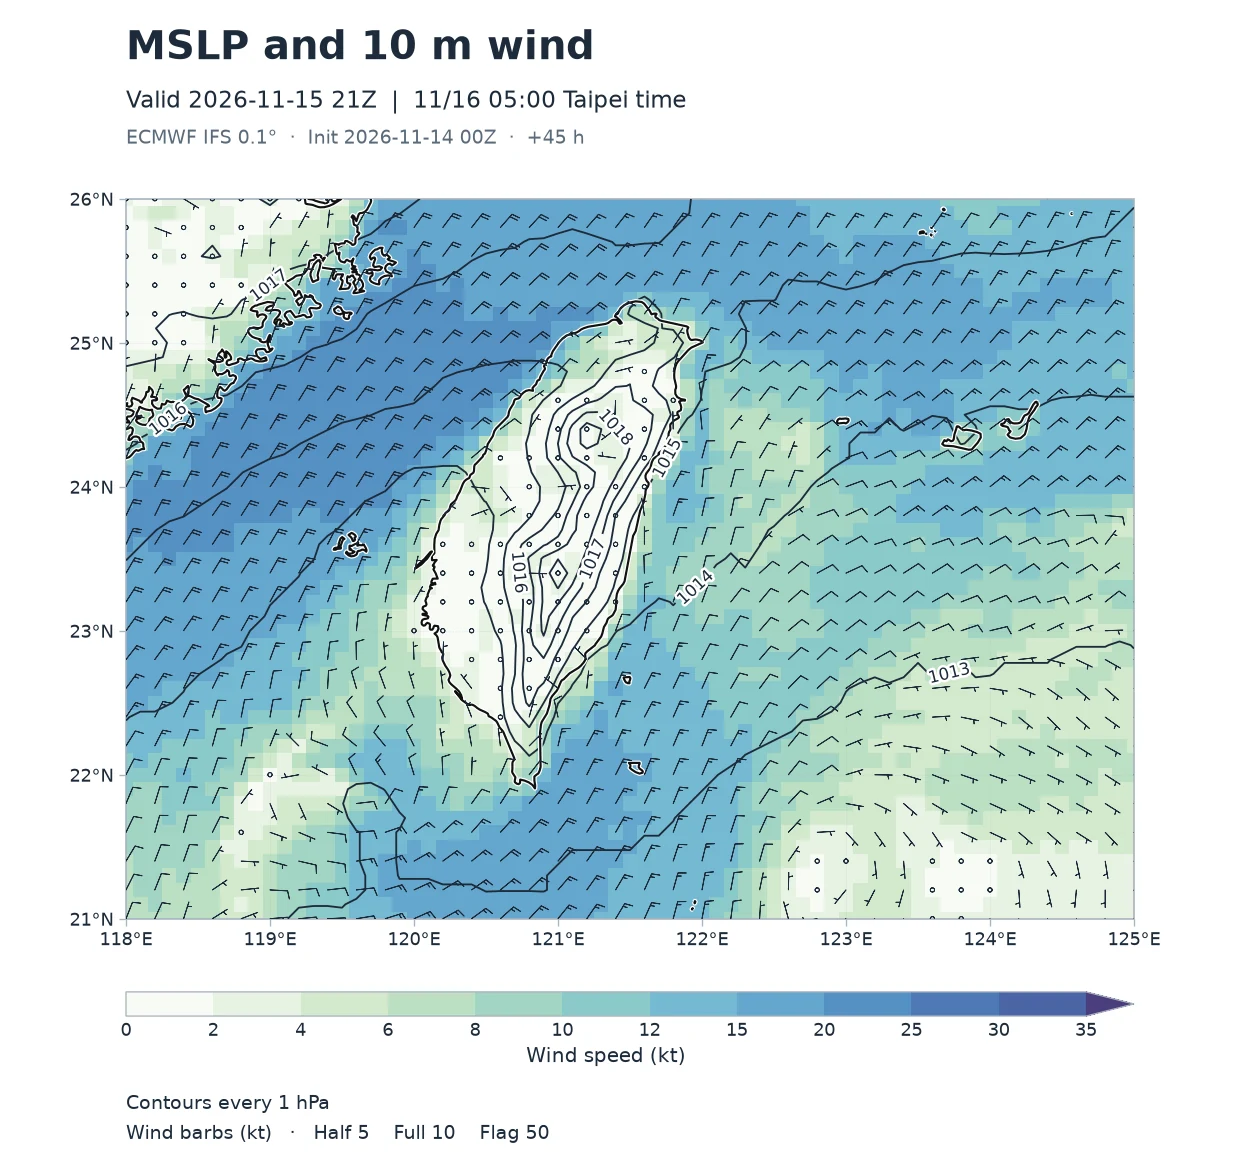 MSLP and 10 m wind
Valid 2026-11-15 21Z | 11/16 05:00 Taipei time
ECMWF IFS 0.1° · Init 2026-11-14 00Z · +45 h
26°N
25°N
24°N
23°N
22°N
21°N
1017
1016
1018
1015
1016
1017
1014
1013
118°E 119°E 120°E 121°E 122°E 123°E 124°E 125°E
0 2 4 6 8 10 12 15 20 25 30 35
Wind speed (kt)
Contours every 1 hPa
Wind barbs (kt) · Half 5 Full 10 Flag 50